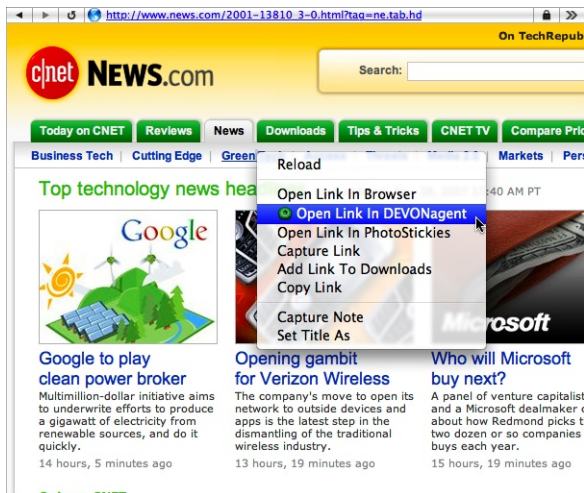 http://www.news.com/2001-13810_3-0.html?tag=ne.tab.hd
On TechRepub
c|net NEWS.com
Search:
Today on CNET Reviews News Downloads Tips & Tricks CNET TV Compare Pric
Business Tech | Cutting Edge | Green Markets | Pers
Top technology news hea :40 AM PT
Reload
Open Link In Browser
Open Link In DEVONagent
Open Link In PhotoStickies
Capture Link
Add Link To Downloads
Copy Link
Capture Note
Set Title As
Google
Microsoft
Google to play
clean power broker
Multimillion-dollar initiative aims
to underwrite efforts to produce
a gigawatt of electricity from
renewable sources, and do it
quickly.
14 hours, 5 minutes ago
Opening gambit
for Verizon Wireless
The company's move to open its
network to outside devices and
apps is the latest step in the
dismantling of the traditional
wireless industry.
13 hours, 19 minutes ago
Who will Microsoft
buy next?
A panel of venture capitalist
and a Microsoft dealmaker
about how Redmond picks t
two dozen or so companies
buys each year.
15 hours, 19 minutes ago